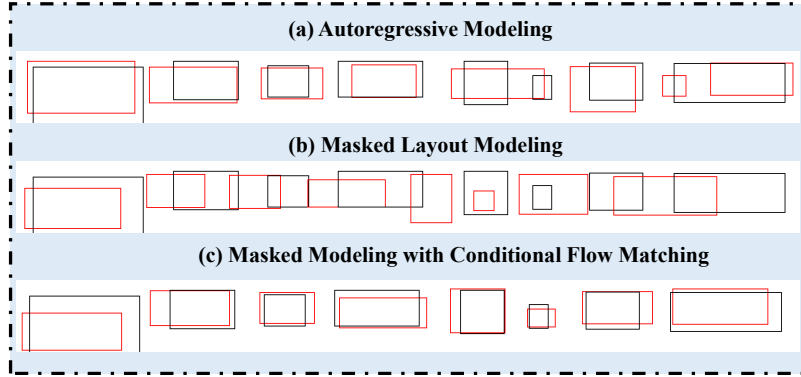 (a) Autoregressive Modeling
(b) Masked Layout Modeling
(c) Masked Modeling with Conditional Flow Matching